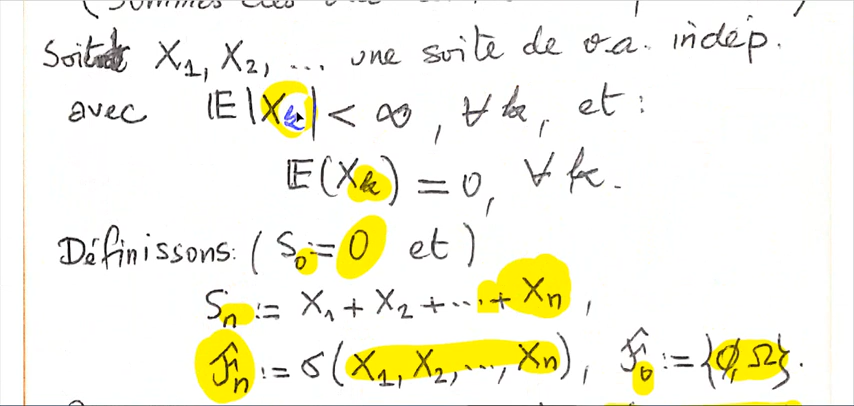 Soit X₁, X₂, ... une suite de v.a. indép.
avec 𝔼|X_k| < ∞, ∀k, et :
𝔼(X_k) = 0, ∀k.
Définissons: (S₀ := 0 et)
S_n := X₁ + X₂ + ... + X_n,
ℱ_n := σ(X₁, X₂, ..., X_n), ℱ₀ := {∅, Ω}.